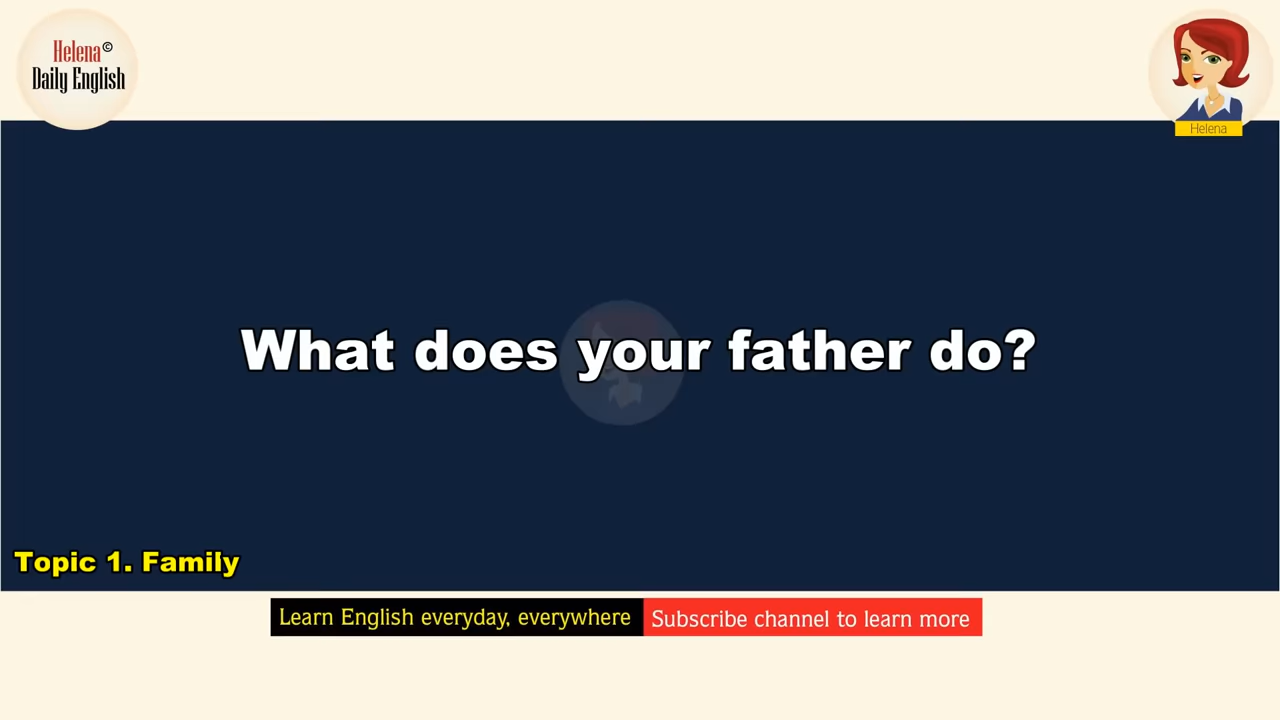 Helena©
Daily English
Helena
What does your father do?
Topic 1. Family
Learn English everyday, everywhere
Subscribe channel to learn more